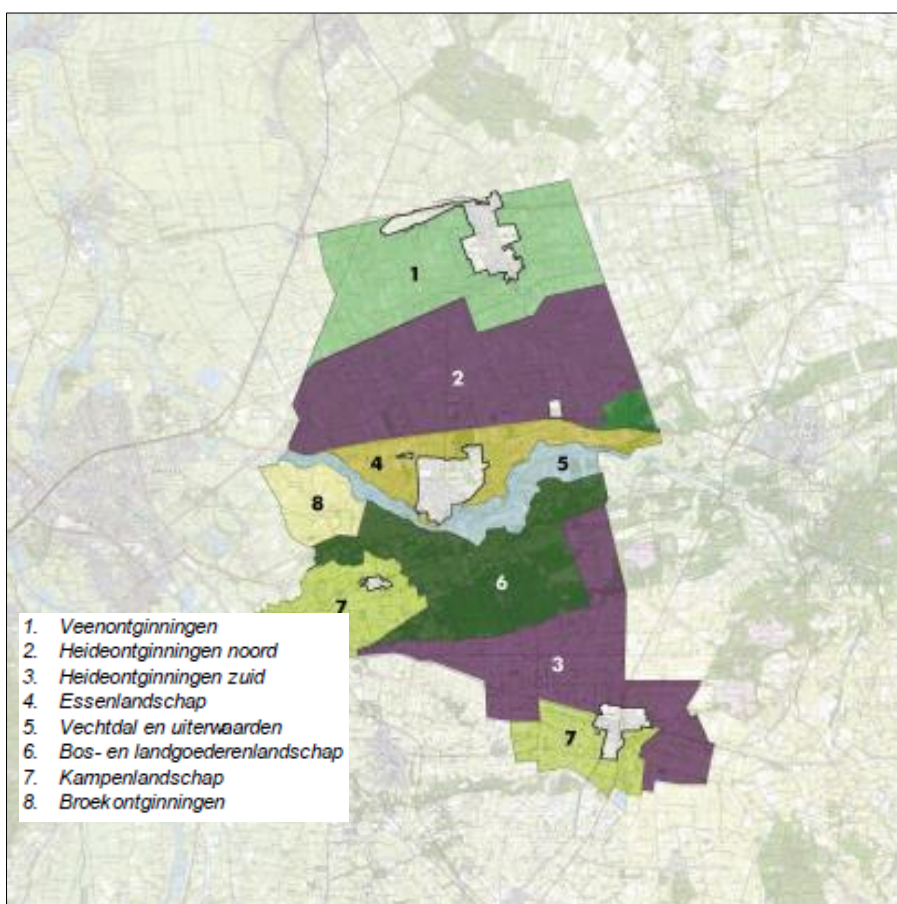 1
2
4
5
8
6
7
3
7
1. Veenontginningen
2. Heideontginningen noord
3. Heideontginningen zuid
4. Essenlandschap
5. Vechtdal en uiterwaarden
6. Bos- en landgoederenlandschap
7. Kampenlandschap
8. Broekontginningen